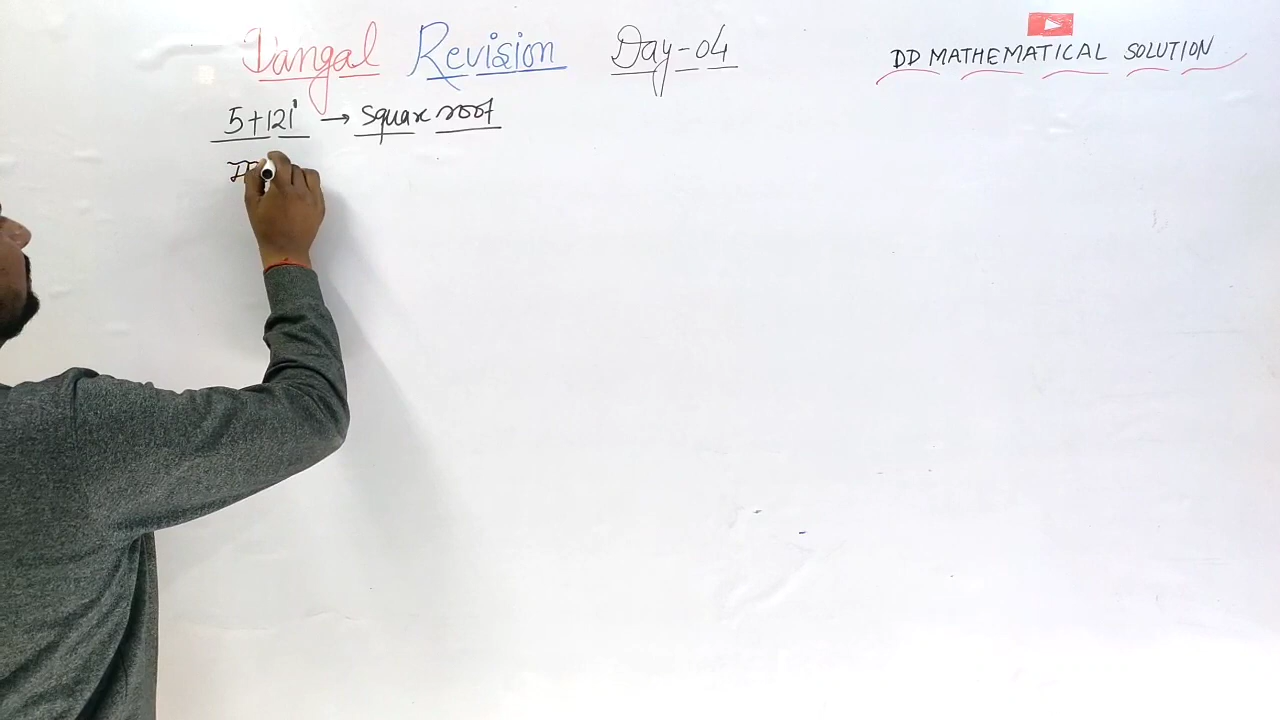 Dangal Revision Day-04
DD MATHEMATICAL SOLUTION
5+12i → square root